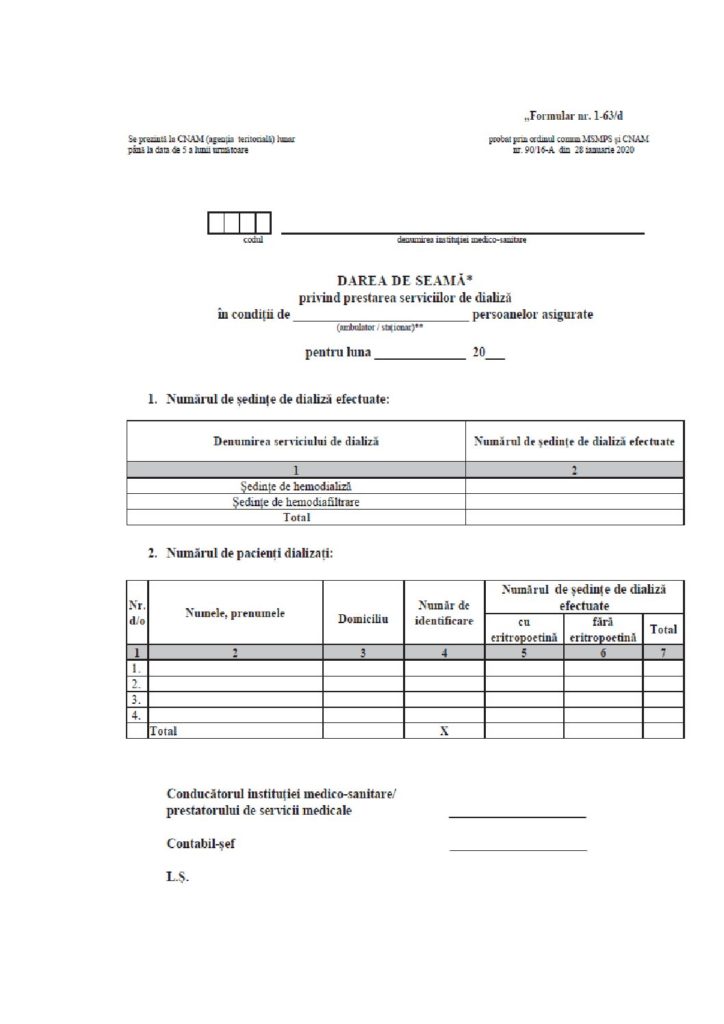 „Formular nr. 1-63/d
Se prezintă la CNAM (agenția teritorială) lunar
până la data de 5 a lunii următoare
probat prin ordinul comun MSMPS și CNAM
nr. 90/16-A din 28 ianuarie 2020
codul
denumirea instituției medico-sanitare
DAREA DE SEAMĂ*
privind prestarea serviciilor de dializă
în condiții de ____________ persoanelor asigurate
(ambulator / staționar)**
pentru luna ____________ 20___
1. Numărul de ședințe de dializă efectuate:
Denumirea serviciului de dializă Numărul de ședințe de dializă efectuate
1 2
Ședințe de hemodializă
Ședințe de hemodiafiltrare
Total
2. Numărul de pacienți dializați:
Nr. d/o Numele, prenumele Domiciliu Număr de identificare Numărul de ședințe de dializă efectuate
cu eritropoetină fără eritropoetină Total
1 2 3 4 5 6 7
1.
2.
3.
4.
Total X
Conducătorul instituției medico-sanitare/
prestatorului de servicii medicale
Contabil-șef
L.Ș.